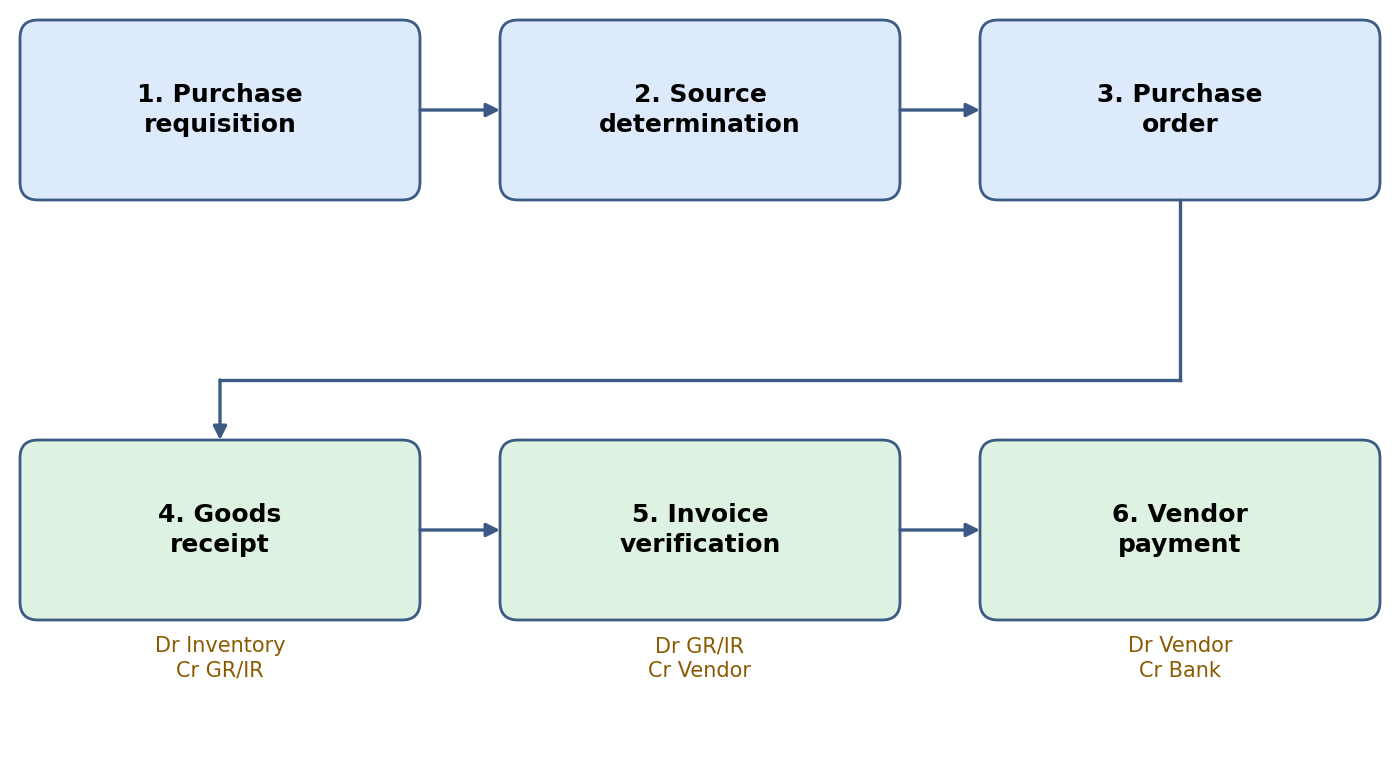 1. Purchase
requisition
2. Source
determination
3. Purchase
order
4. Goods
receipt
5. Invoice
verification
6. Vendor
payment
Dr Inventory
Cr GR/IR
Dr GR/IR
Cr Vendor
Dr Vendor
Cr Bank